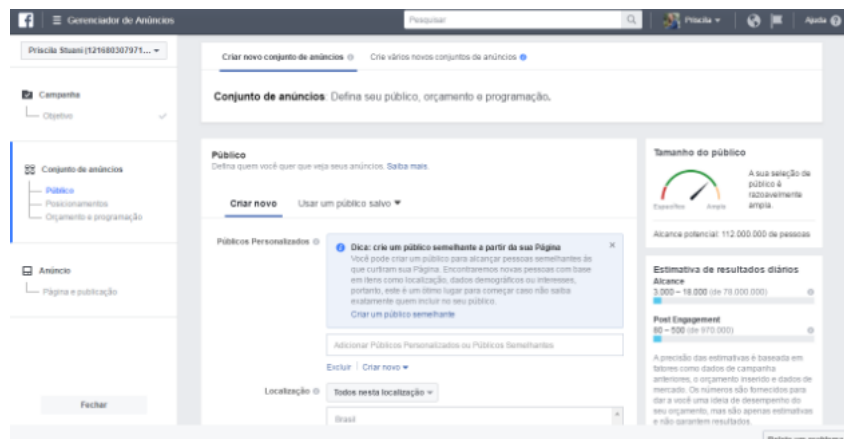 Gerenciador de Anúncios
Pesquisar
Priscila
Ajuda
Priscila Stuani (121680307971...
Campanha
Objetivo
Conjunto de anúncios
Público
Posicionamentos
Orçamento e programação
Anúncio
Página e publicação
Fechar
Criar novo conjunto de anúncios
Crie vários novos conjuntos de anúncios
Conjunto de anúncios: Defina seu público, orçamento e programação.
Público
Defina quem você quer que veja seus anúncios. Saiba mais.
Criar novo
Usar um público salvo
Públicos Personalizados
Dica: crie um público semelhante a partir da sua Página
Você pode criar um público para alcançar pessoas semelhantes às
que curtiram sua Página. Encontraremos novas pessoas com base
em itens como localização, dados demográficos ou interesses,
portanto, este é um ótimo lugar para começar caso não saiba
exatamente quem incluir no seu público.
Criar um público semelhante
Adicionar Públicos Personalizados ou Públicos Semelhantes
Excluir | Criar novo
Localização
Todos nesta localização
Brasil
Tamanho do público
A sua seleção de
público é
razoavelmente
ampla.
Específico
Ampla
Alcance potencial: 112.000.000 de pessoas
Estimativa de resultados diários
Alcance
3.000 – 18.000 (de 78.000.000)
Post Engagement
80 – 500 (de 970.000)
A precisão das estimativas é baseada em
fatores como dados de campanha
anteriores, o orçamento inserido e dados de
mercado. Os números são fornecidos para
dar a você uma ideia de desempenho do
seu orçamento, mas são apenas estimativas
e não garantem resultados.